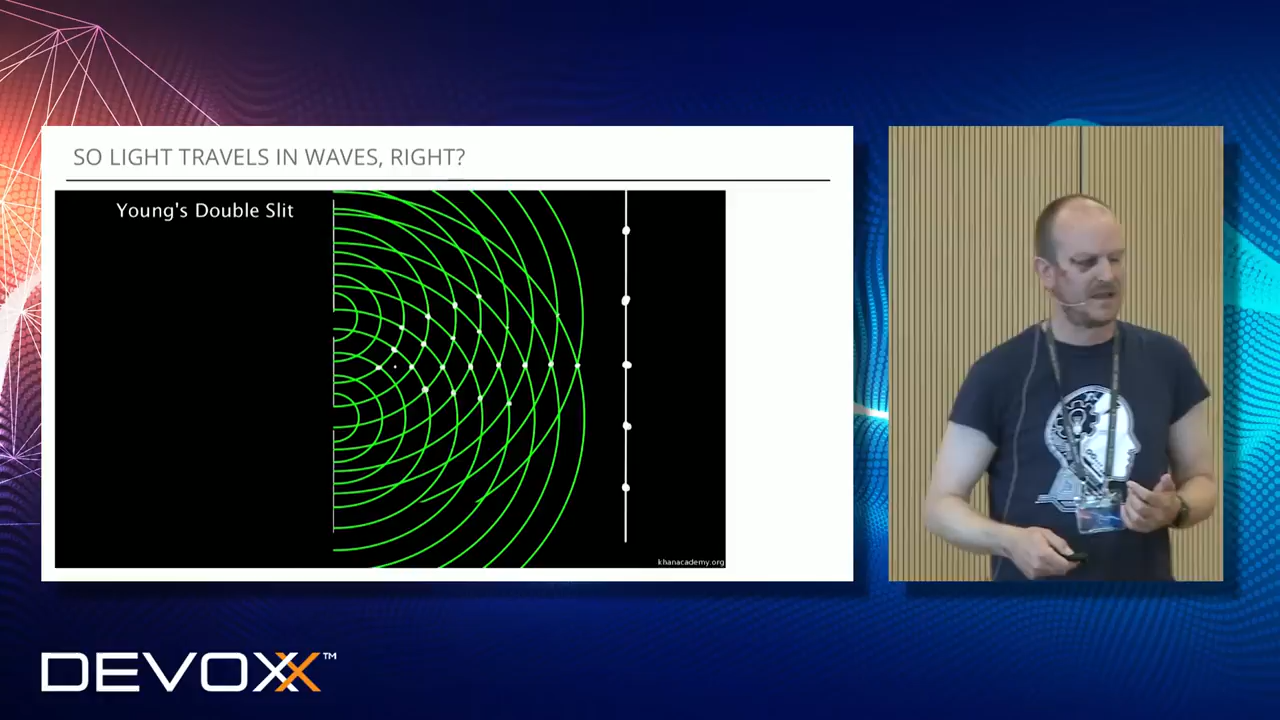 SO LIGHT TRAVELS IN WAVES, RIGHT?
Young's Double Slit
khanacademy.org
DEVOXX™